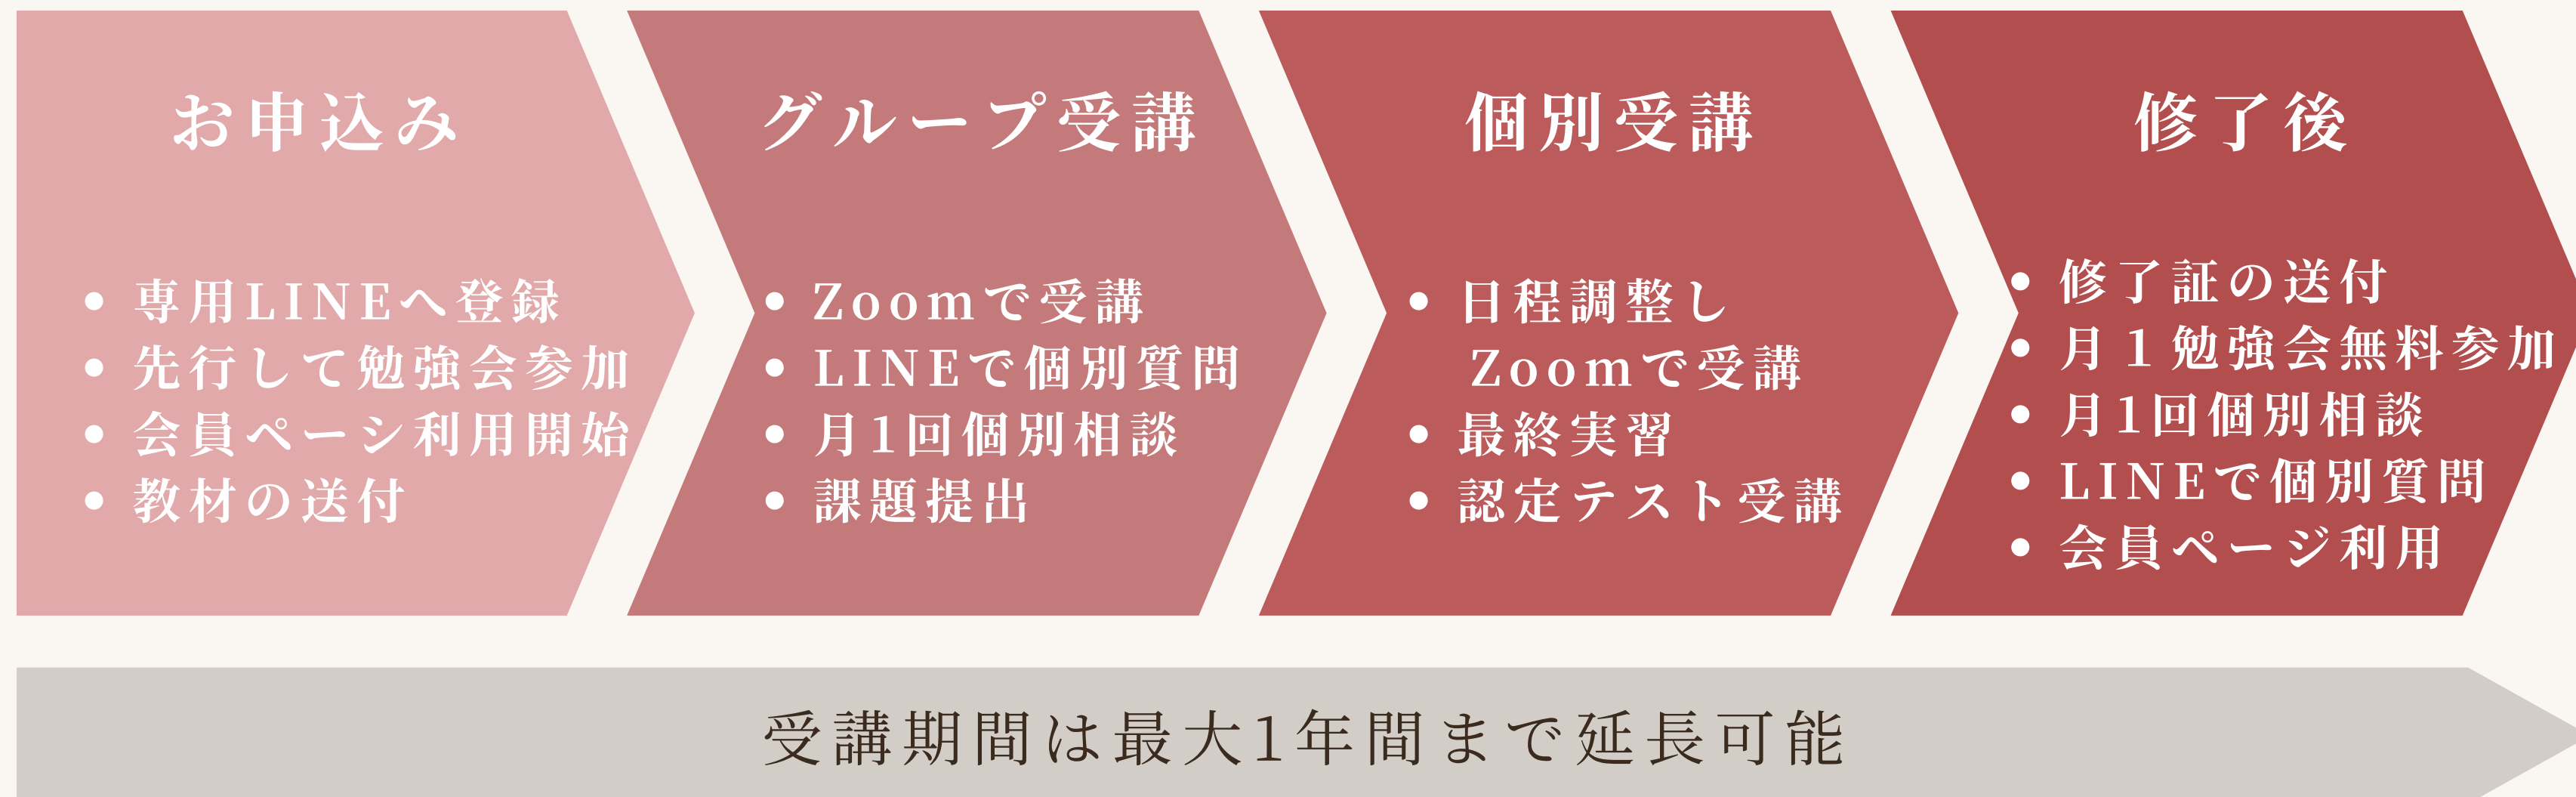 お申込み
• 専用LINEへ登録
• 先行して勉強会参加
• 会員ページ利用開始
• 教材の送付
グループ受講
• Zoomで受講
• LINEで個別質問
• 月1回個別相談
• 課題提出
個別受講
• 日程調整し
Zoomで受講
• 最終実習
• 認定テスト受講
修了後
• 修了証の送付
• 月１勉強会無料参加
• 月1回個別相談
• LINEで個別質問
• 会員ページ利用
受講期間は最大1年間まで延長可能